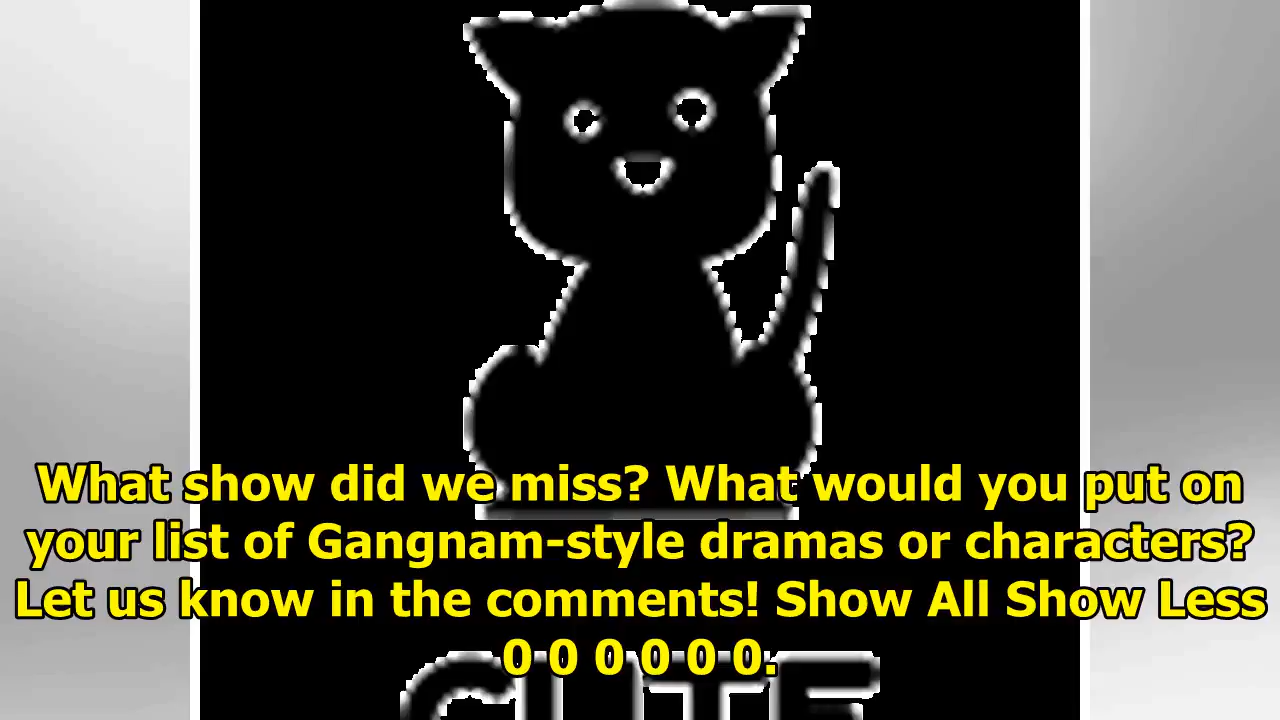 What show did we miss? What would you put on
your list of Gangnam-style dramas or characters?
Let us know in the comments! Show All Show Less
0 0 0 0 0 0.
CUTE